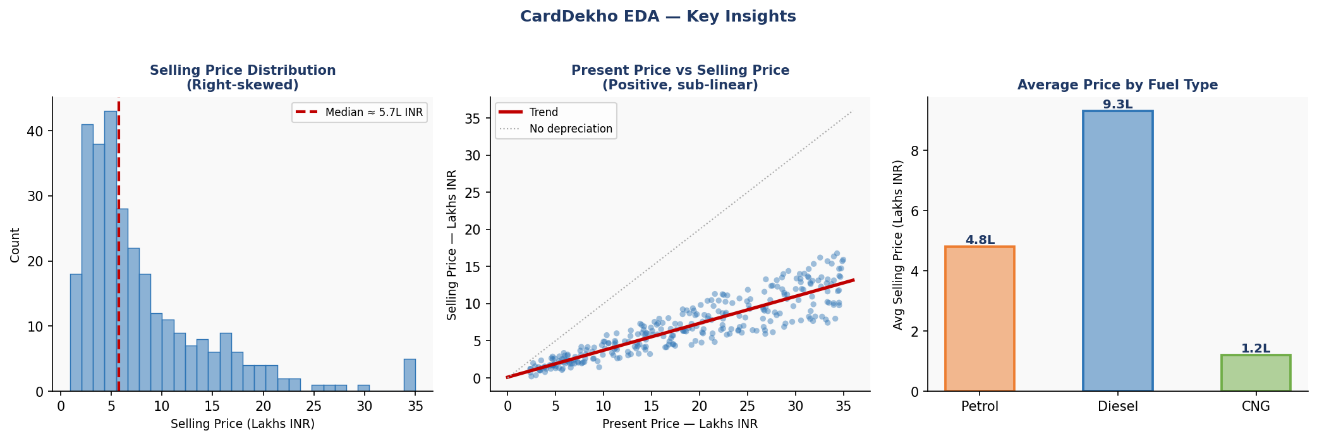 CardDekho EDA — Key Insights
Selling Price Distribution
(Right-skewed)
Median ≈ 5.7L INR
Count
40
30
20
10
0
0 5 10 15 20 25 30 35
Selling Price (Lakhs INR)
Present Price vs Selling Price
(Positive, sub-linear)
Trend
No depreciation
Selling Price — Lakhs INR
35
30
25
20
15
10
5
0
0 5 10 15 20 25 30 35
Present Price — Lakhs INR
Average Price by Fuel Type
Avg Selling Price (Lakhs INR)
8
6
4
2
0
4.8L
9.3L
1.2L
Petrol Diesel CNG